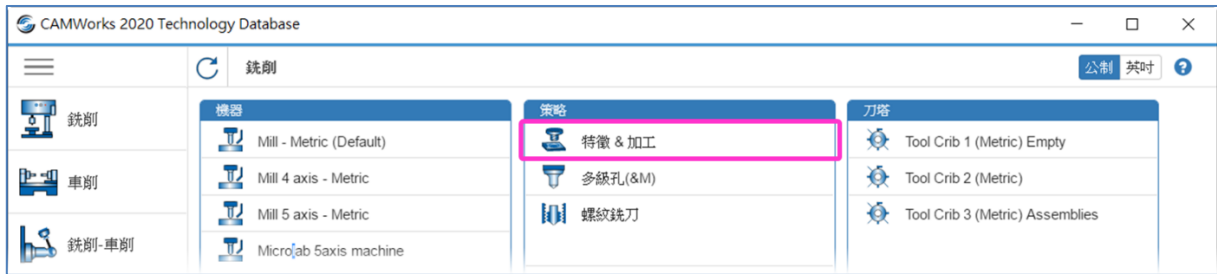 CAMWorks 2020 Technology Database
銑削
公制 英吋 ?
銑削
車削
銑削-車削
機器
Mill - Metric (Default)
Mill 4 axis - Metric
Mill 5 axis - Metric
Microlab 5axis machine
策略
特徵 & 加工
多級孔(&M)
螺紋銑刀
刀塔
Tool Crib 1 (Metric) Empty
Tool Crib 2 (Metric)
Tool Crib 3 (Metric) Assemblies